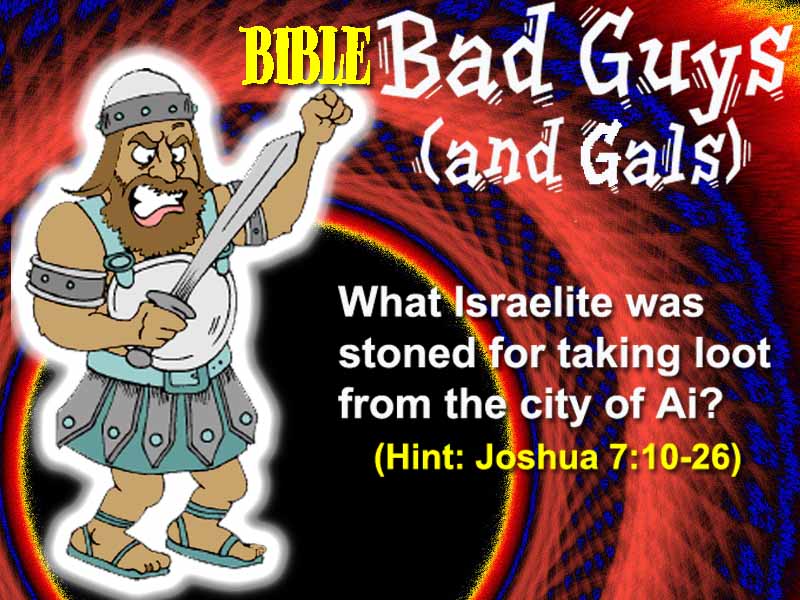 BIBLE Bad Guys
(and Gals)
What Israelite was
stoned for taking loot
from the city of Ai?
(Hint: Joshua 7:10-26)